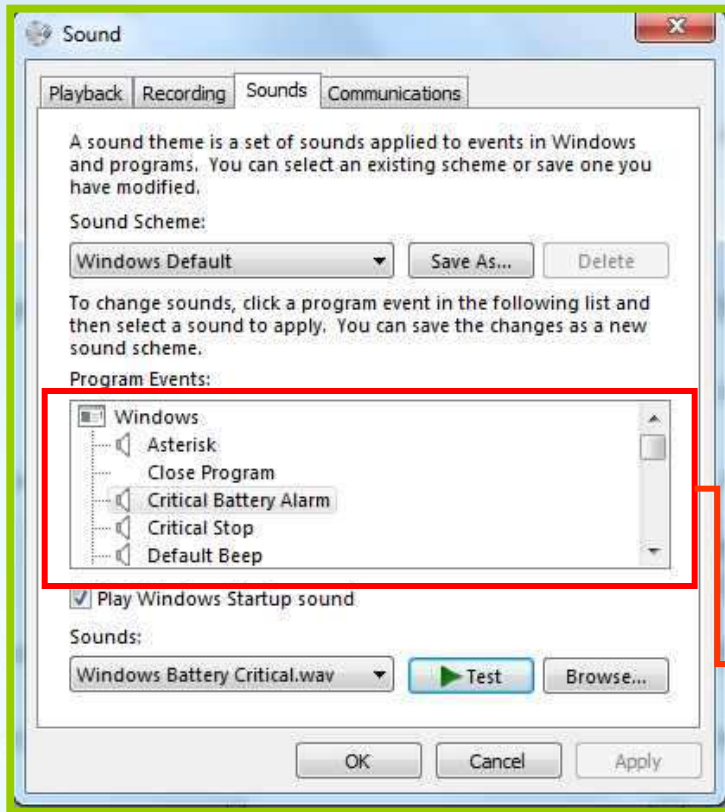 Sound
Playback Recording Sounds Communications
A sound theme is a set of sounds applied to events in Windows
and programs. You can select an existing scheme or save one you
have modified.
Sound Scheme:
Windows Default Save As... Delete
To change sounds, click a program event in the following list and
then select a sound to apply. You can save the changes as a new
sound scheme.
Program Events:
Windows
Asterisk
Close Program
Critical Battery Alarm
Critical Stop
Default Beep
Play Windows Startup sound
Sounds:
Windows Battery Critical.wav Test Browse...
OK Cancel Apply